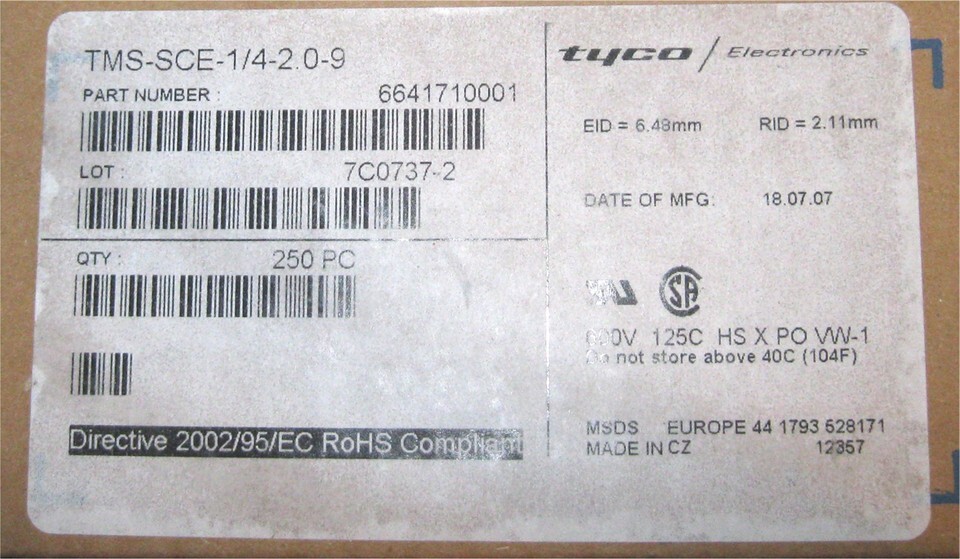 TMS-SCE-1/4-2.0-9
PART NUMBER : 6641710001
LOT : 7C0737-2
QTY : 250 PC
Directive 2002/95/EC RoHS Compliant
tyco / Electronics
EID = 6.48mm RID = 2.11mm
DATE OF MFG: 18.07.07
SA
600V 125C HS X PO VW-1
Do not store above 40C (104F)
MSDS EUROPE 44 1793 528171
MADE IN CZ 12357